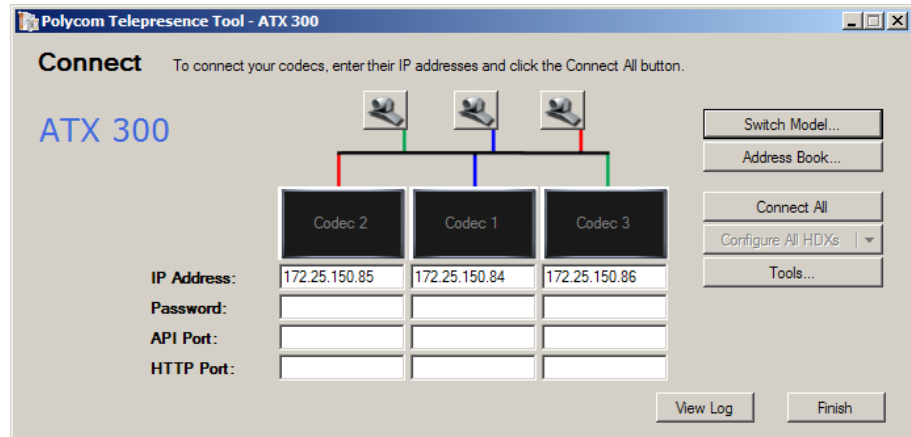 Polycom Telepresence Tool - ATX 300
Connect To connect your codecs, enter their IP addresses and click the Connect All button.
ATX 300
Switch Model...
Address Book...
Codec 2 Codec 1 Codec 3
Connect All
Configure All HDXs
Tools...
IP Address: 172.25.150.85 172.25.150.84 172.25.150.86
Password:
API Port:
HTTP Port:
View Log Finish